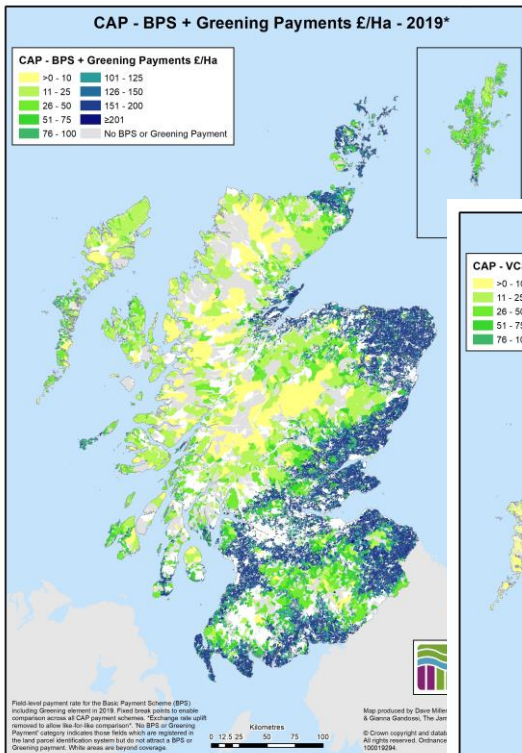 CAP - BPS + Greening Payments £/Ha - 2019*
CAP - BPS + Greening Payments £/Ha
>0 - 10
11 - 25
26 - 50
51 - 75
76 - 100
101 - 125
126 - 150
151 - 200
≥201
No BPS or Greening Payment
CAP - VC
>0 - 10
11 - 25
26 - 50
51 - 75
76 - 10
Field-level payment rate for the Basic Payment Scheme (BPS)
including Greening element in 2019. Fixed break points to enable
comparison across all CAP payment schemes. *Exchange rate uplift
removed to allow like-for-like comparison*. 'No BPS or Greening
Payment' category indicates those fields which are registered in
the land parcel identification system but do not attract a BPS or
Greening payment. White areas are beyond coverage.
Kilometres
0 12.5 25 50 75 100
Map produced by Dave Mille
& Gianna Gandossi, The Jam
© Crown copyright and datab
All rights reserved. Ordnance
100019294.